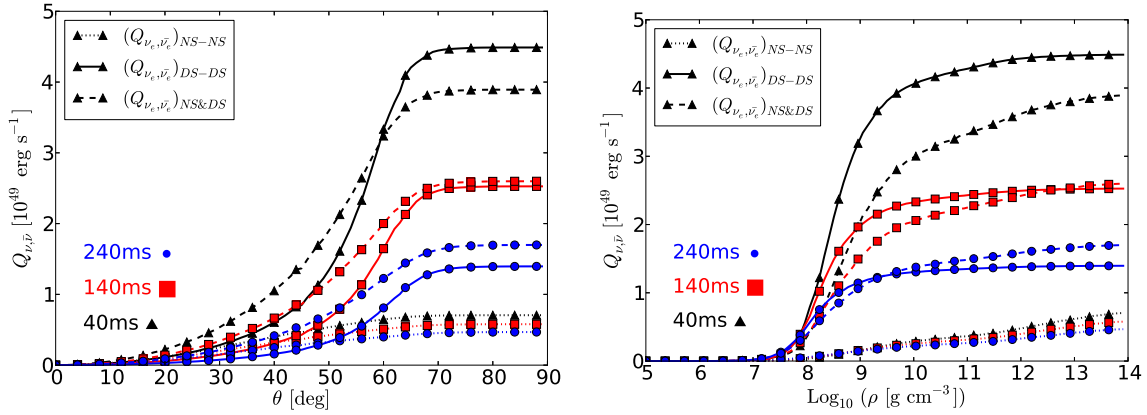 5
4
3
2
1
0
Q_{ν,ν̄} [10^{49} erg s^{-1}]
(Q_{ν_e,ν̄_e})_{NS−NS}
(Q_{ν_e,ν̄_e})_{DS−DS}
(Q_{ν_e,ν̄_e})_{NS&DS}
240ms
140ms
40ms
0 10 20 30 40 50 60 70 80 90
θ [deg]
5
4
3
2
1
0
Q_{ν,ν̄} [10^{49} erg s^{-1}]
(Q_{ν_e,ν̄_e})_{NS−NS}
(Q_{ν_e,ν̄_e})_{DS−DS}
(Q_{ν_e,ν̄_e})_{NS&DS}
240ms
140ms
40ms
5 6 7 8 9 10 11 12 13 14
Log_{10} (ρ [g cm^{−3})